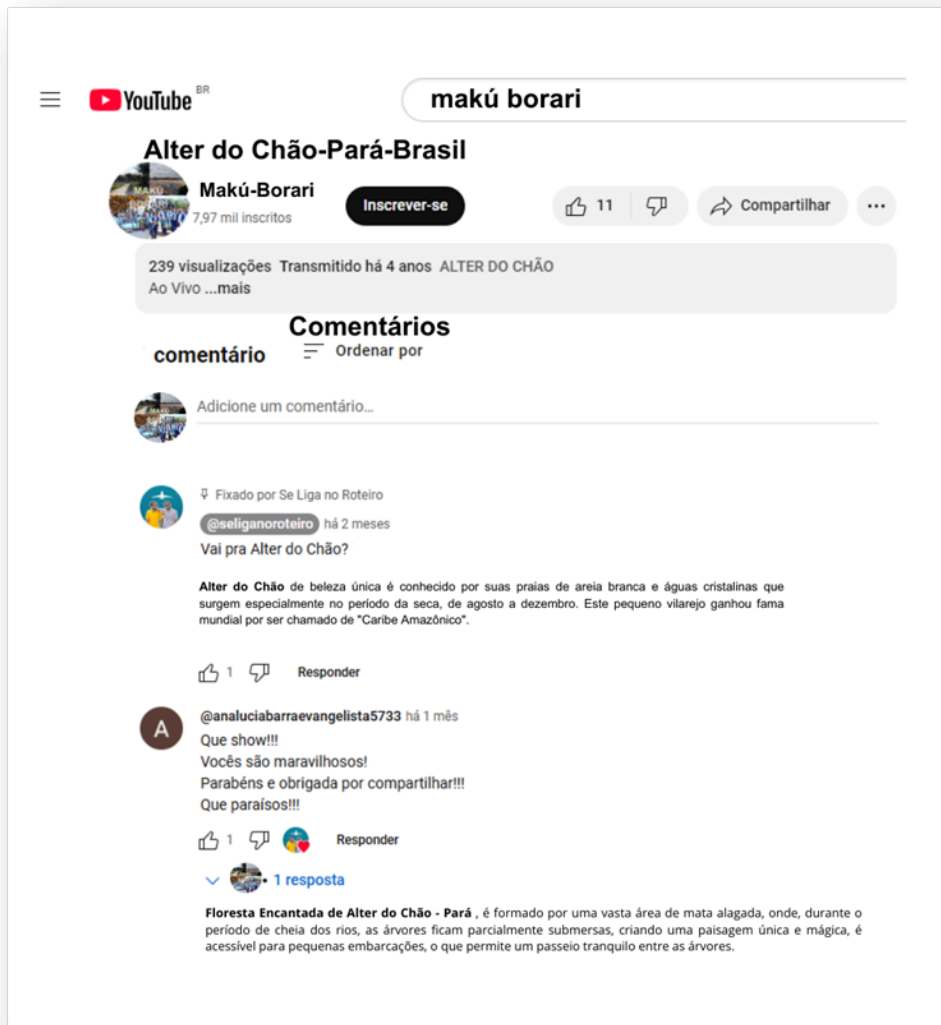 YouTube BR
makú borari
Alter do Chão-Pará-Brasil
Makú-Borari
7,97 mil inscritos
Inscrever-se
11
Compartilhar
239 visualizações Transmitido há 4 anos ALTER DO CHÃO
Ao Vivo ...mais
Comentários
comentário
Ordenar por
Adicione um comentário...
Fixado por Se Liga no Roteiro
@seliganoroteiro há 2 meses
Vai pra Alter do Chão?
Alter do Chão de beleza única é conhecido por suas praias de areia branca e águas cristalinas que
surgem especialmente no período da seca, de agosto a dezembro. Este pequeno vilarejo ganhou fama
mundial por ser chamado de "Caribe Amazônico".
1 Responder
A
@analuciabarraevangelista5733 há 1 mês
Que show!!!
Vocês são maravilhosos!
Parabéns e obrigada por compartilhar!!!
Que paraísos!!!
1 Responder
1 resposta
Floresta Encantada de Alter do Chão - Pará , é formado por uma vasta área de mata alagada, onde, durante o
período de cheia dos rios, as árvores ficam parcialmente submersas, criando uma paisagem única e mágica, é
acessível para pequenas embarcações, o que permite um passeio tranquilo entre as árvores.